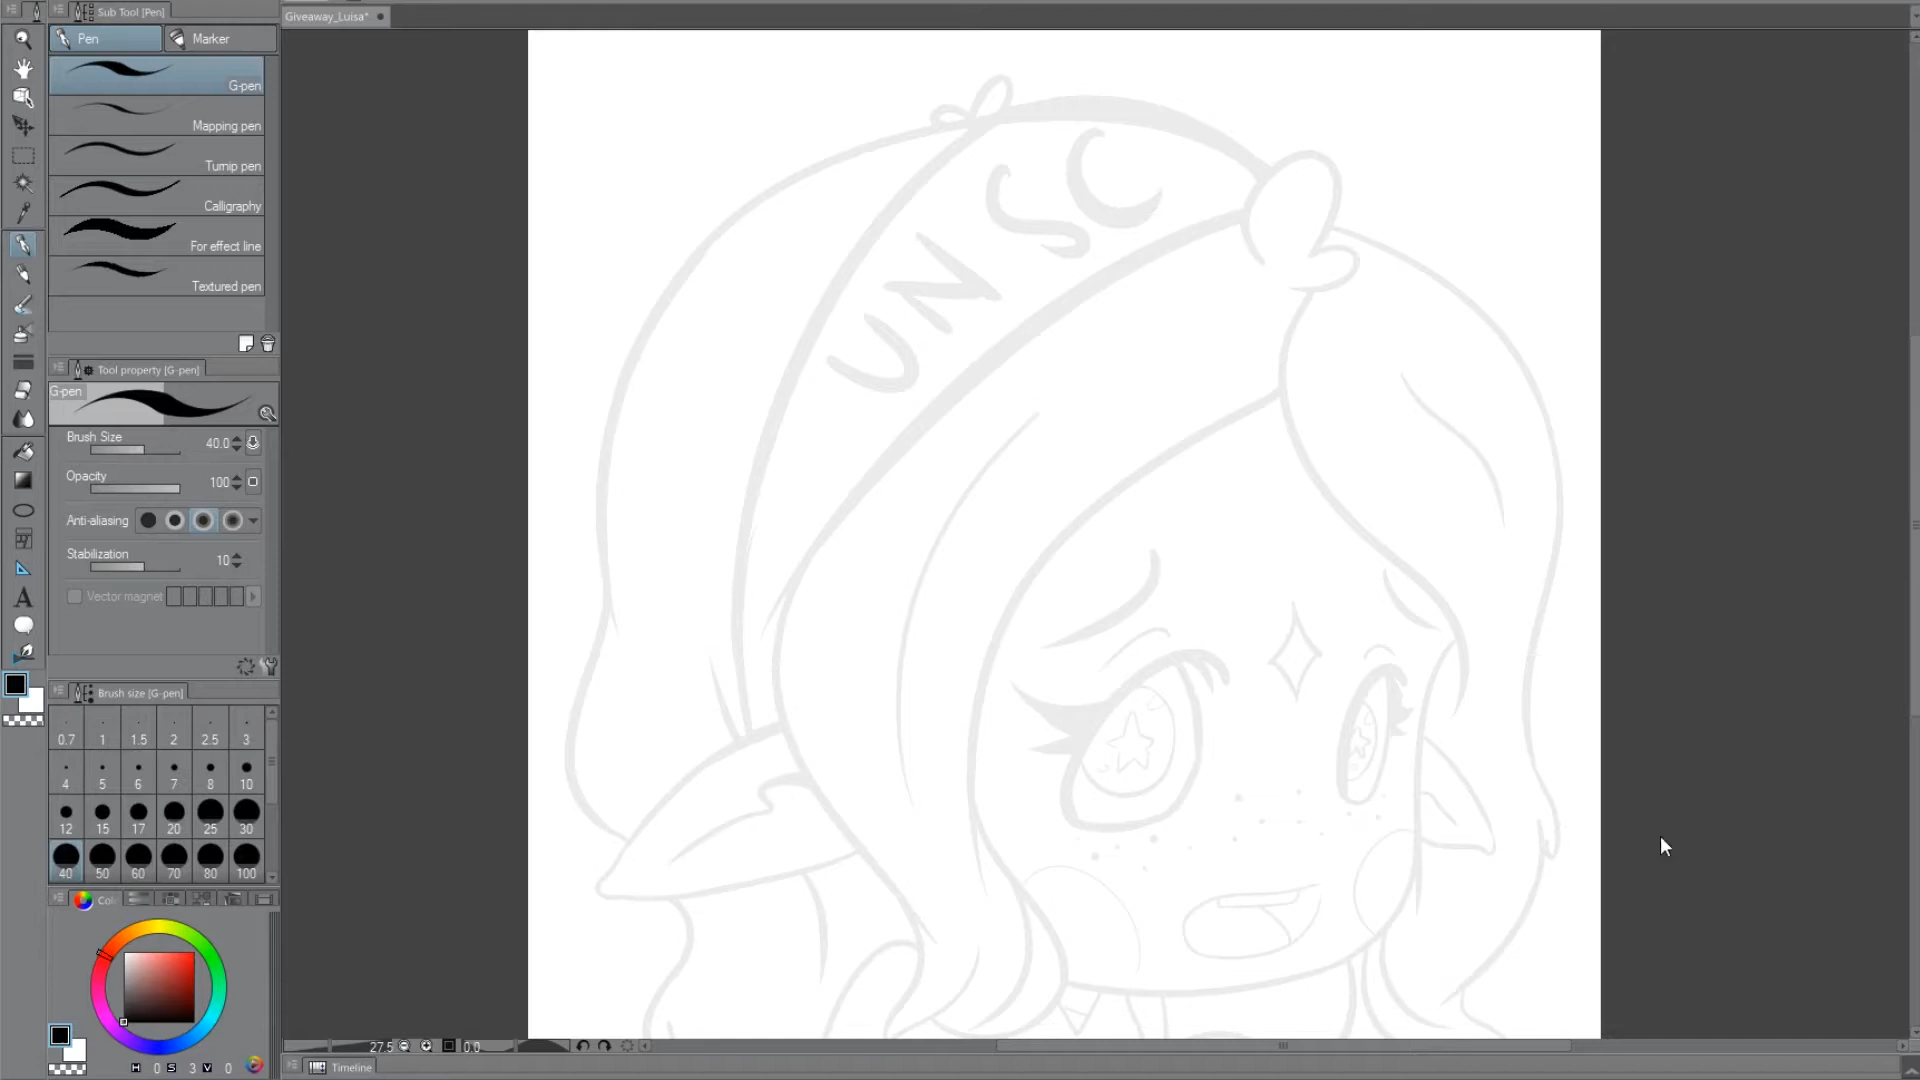 Sub Tool [Pen]
Giveaway_Luisa*
Pen
Marker
G-pen
Mapping pen
Turnip pen
Calligraphy
For effect line
Textured pen
Tool property [G-pen]
G-pen
Brush Size 40.0
Opacity 100
Anti-aliasing
Stabilization 10
Vector magnet
Brush size [G-pen]
0.7 1 1.5 2 2.5 3
4 5 6 7 8 10
12 15 17 20 25 30
40 50 60 70 80 100
Col
H 0 S 3 V 0
27.5 0.0
Timeline
UN SC